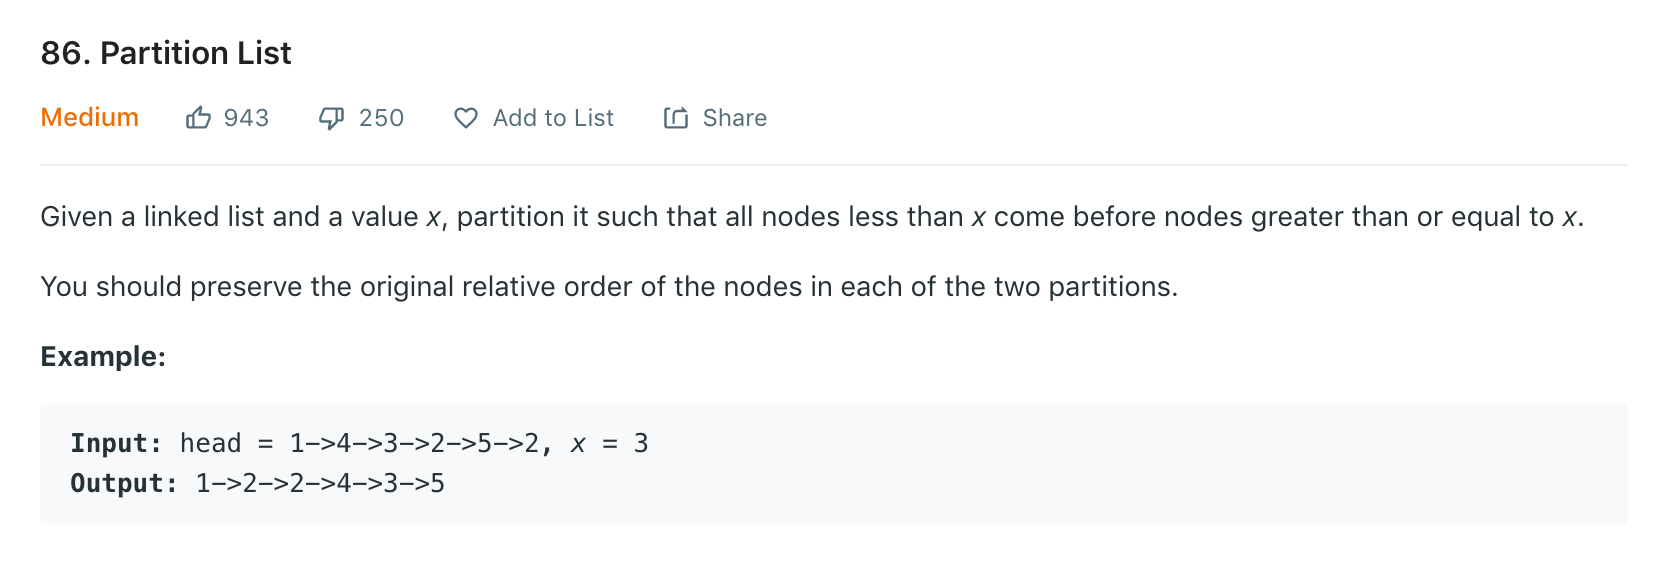 86. Partition List
Medium 943 250 Add to List Share
Given a linked list and a value x, partition it such that all nodes less than x come before nodes greater than or equal to x.
You should preserve the original relative order of the nodes in each of the two partitions.
Example:
Input: head = 1->4->3->2->5->2, x = 3
Output: 1->2->2->4->3->5